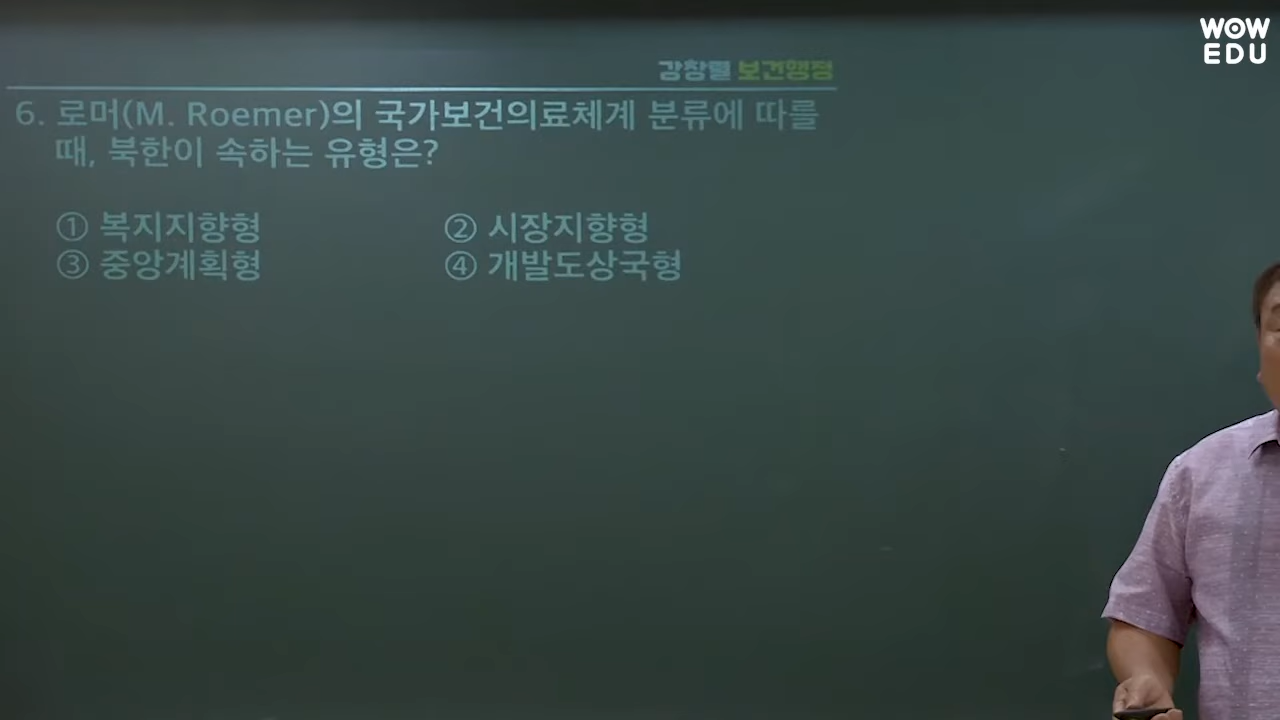 WOW
EDU
강창렬 보건행정
6. 로머(M. Roemer)의 국가보건의료체계 분류에 따를
때, 북한이 속하는 유형은?
① 복지지향형 ② 시장지향형
③ 중앙계획형 ④ 개발도상국형